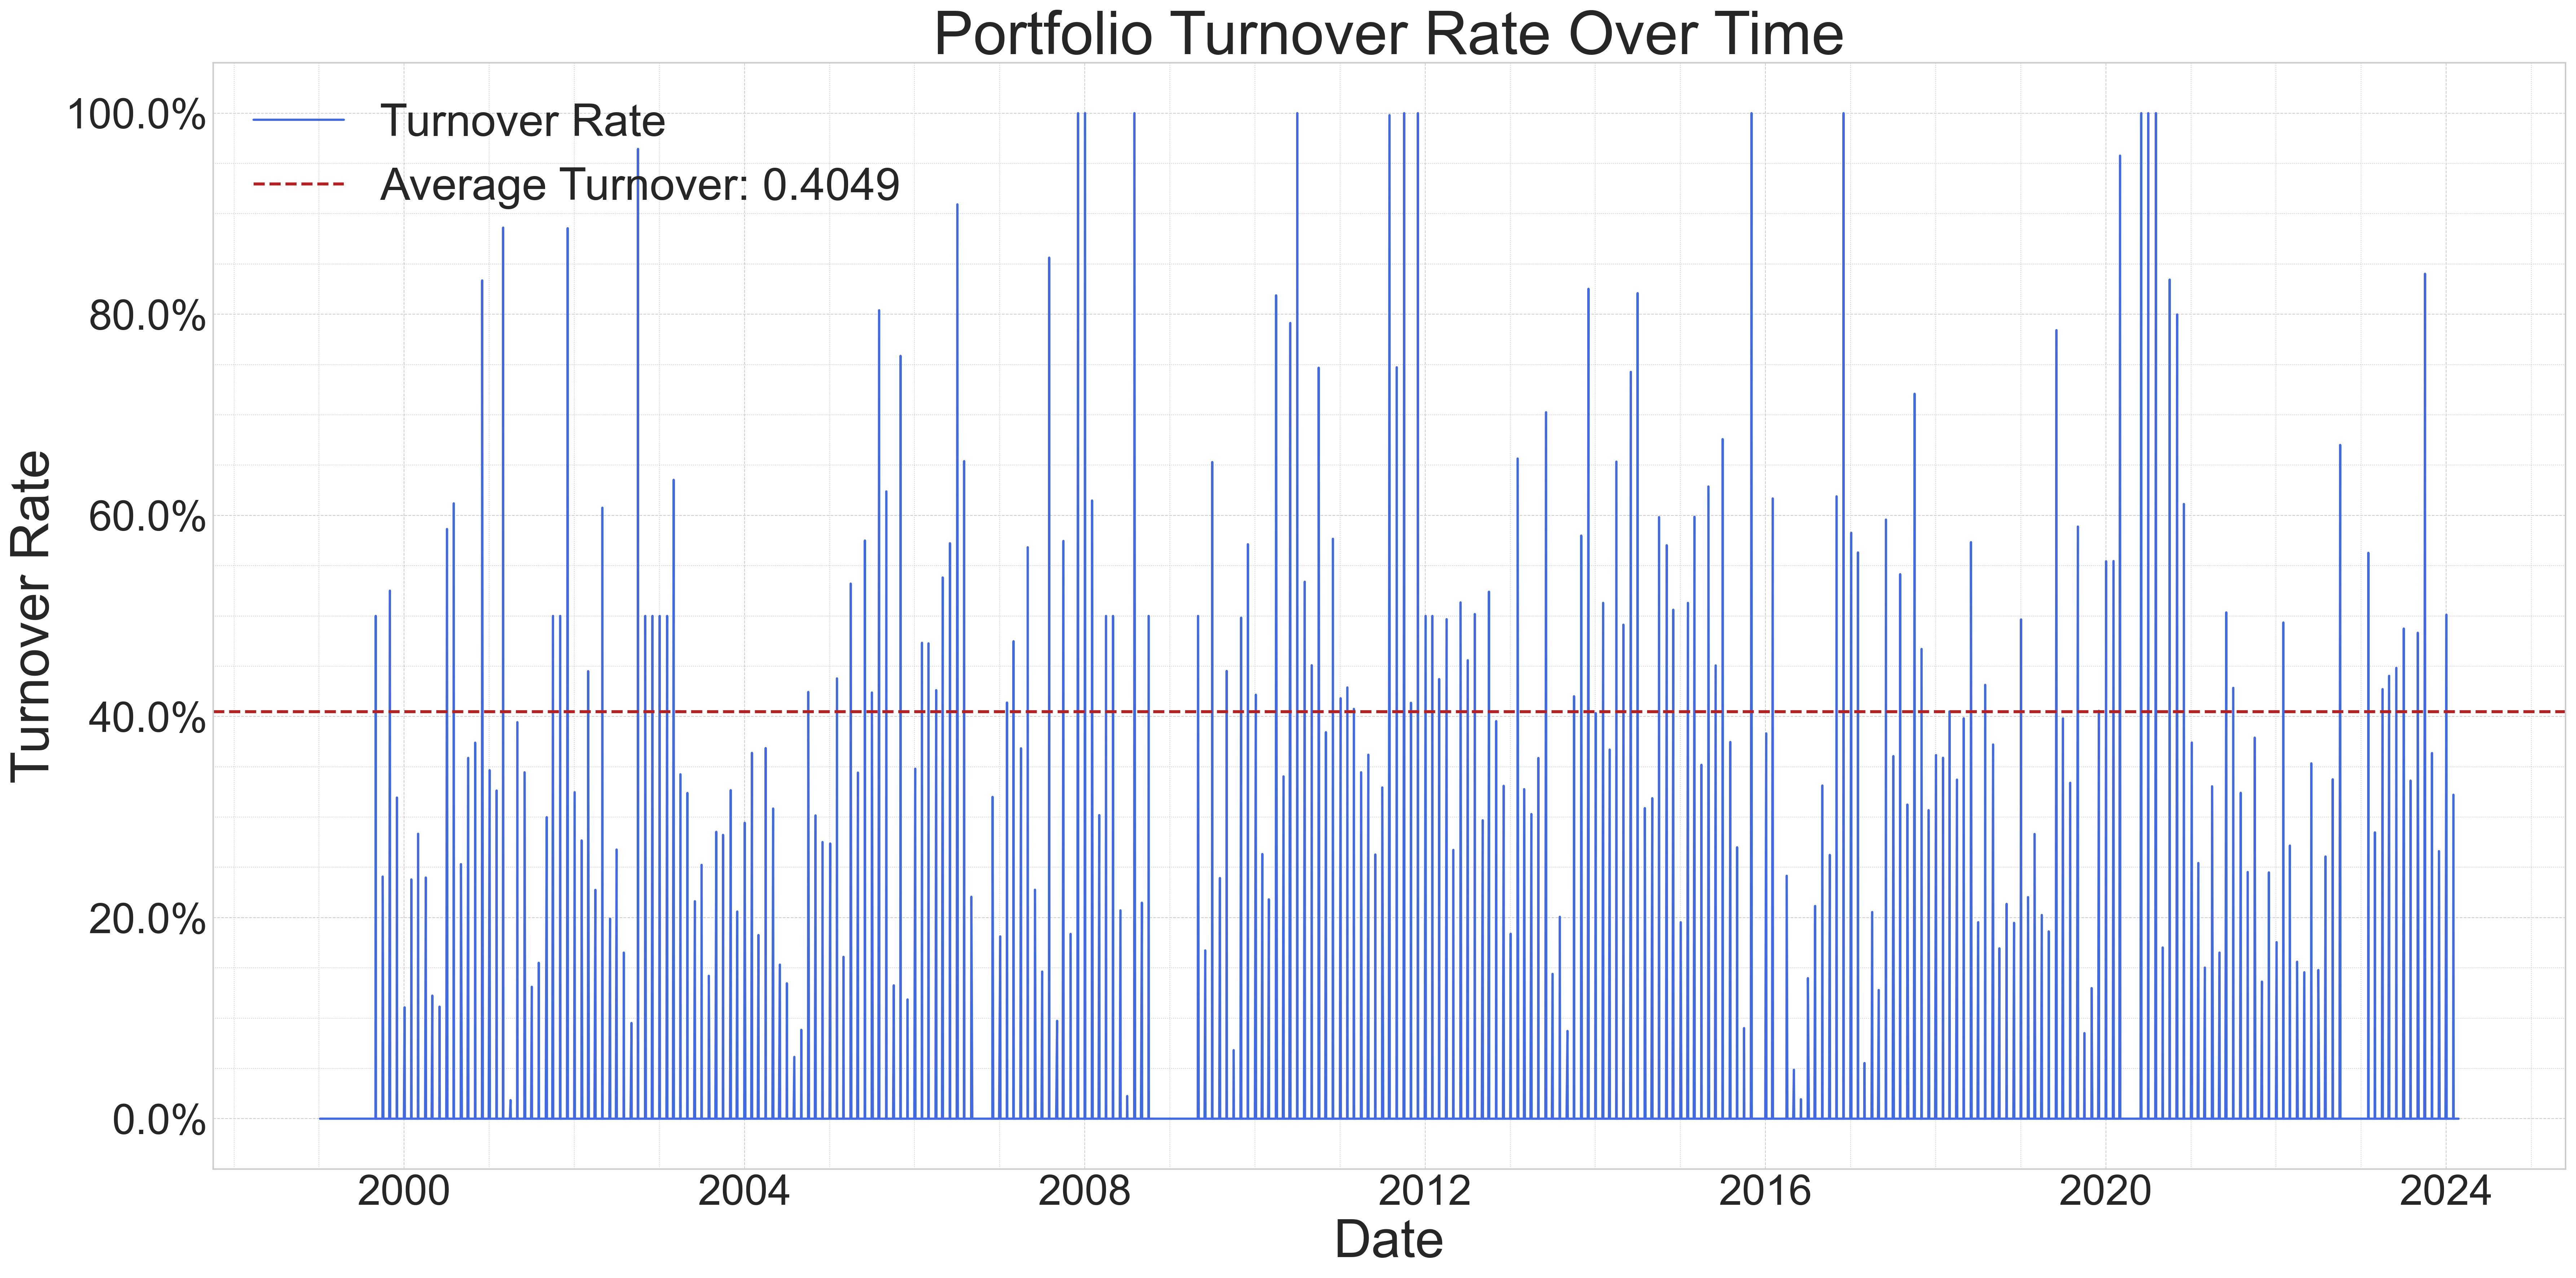 Portfolio Turnover Rate Over Time
Turnover Rate
Average Turnover: 0.4049
100.0%
80.0%
60.0%
40.0%
20.0%
0.0%
Turnover Rate
2000 2004 2008 2012 2016 2020 2024
Date